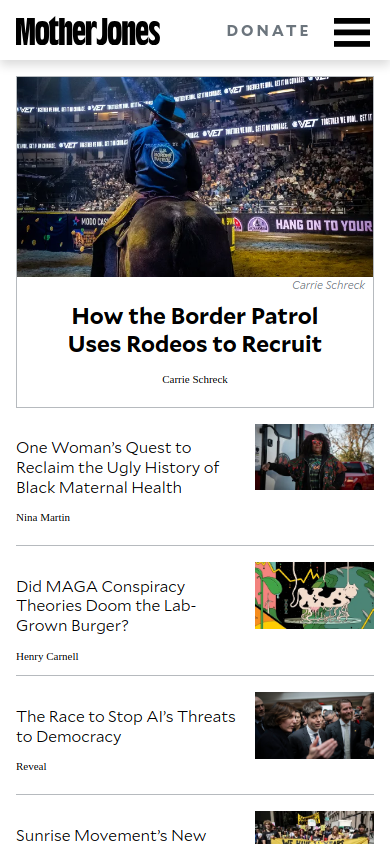 Mother Jones
DONATE
HANG ON TO YOUR
Carrie Schreck
How the Border Patrol
Uses Rodeos to Recruit
Carrie Schreck
One Woman’s Quest to
Reclaim the Ugly History of
Black Maternal Health
Nina Martin
Did MAGA Conspiracy
Theories Doom the Lab-
Grown Burger?
Henry Carnell
The Race to Stop AI’s Threats
to Democracy
Reveal
Sunrise Movement’s New